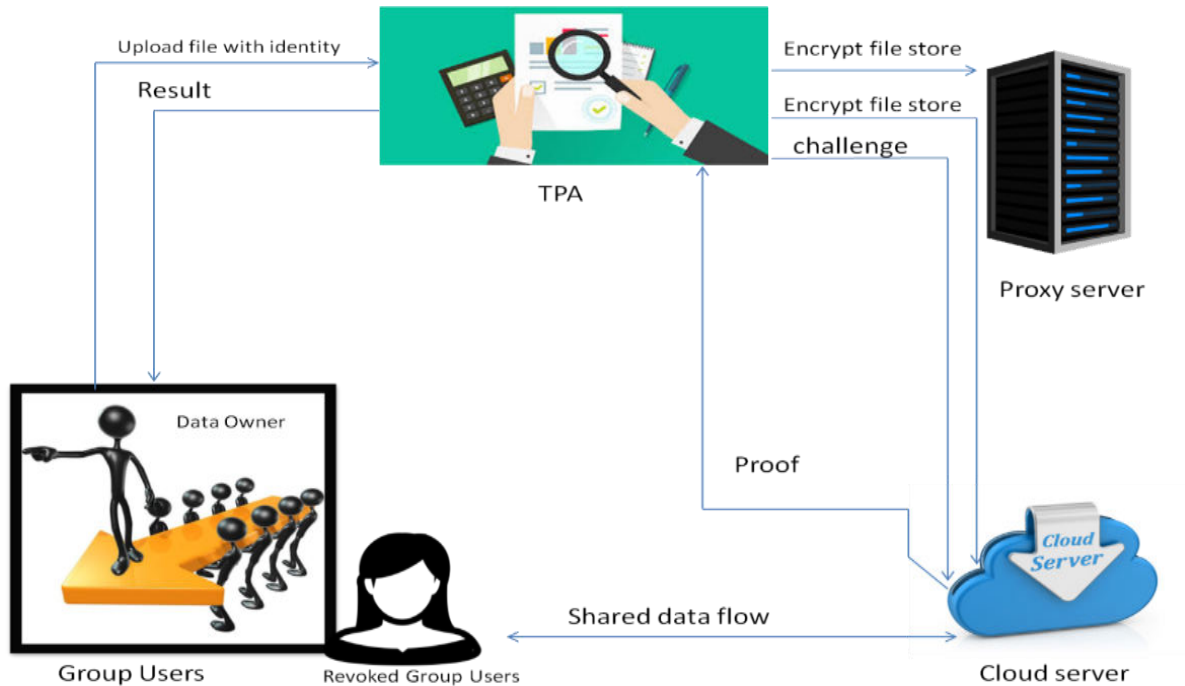 Upload file with identity
Result
Encrypt file store
Encrypt file store
challenge
TPA
Proxy server
Data Owner
Proof
Cloud
Server
Shared data flow
Group Users
Revoked Group Users
Cloud server